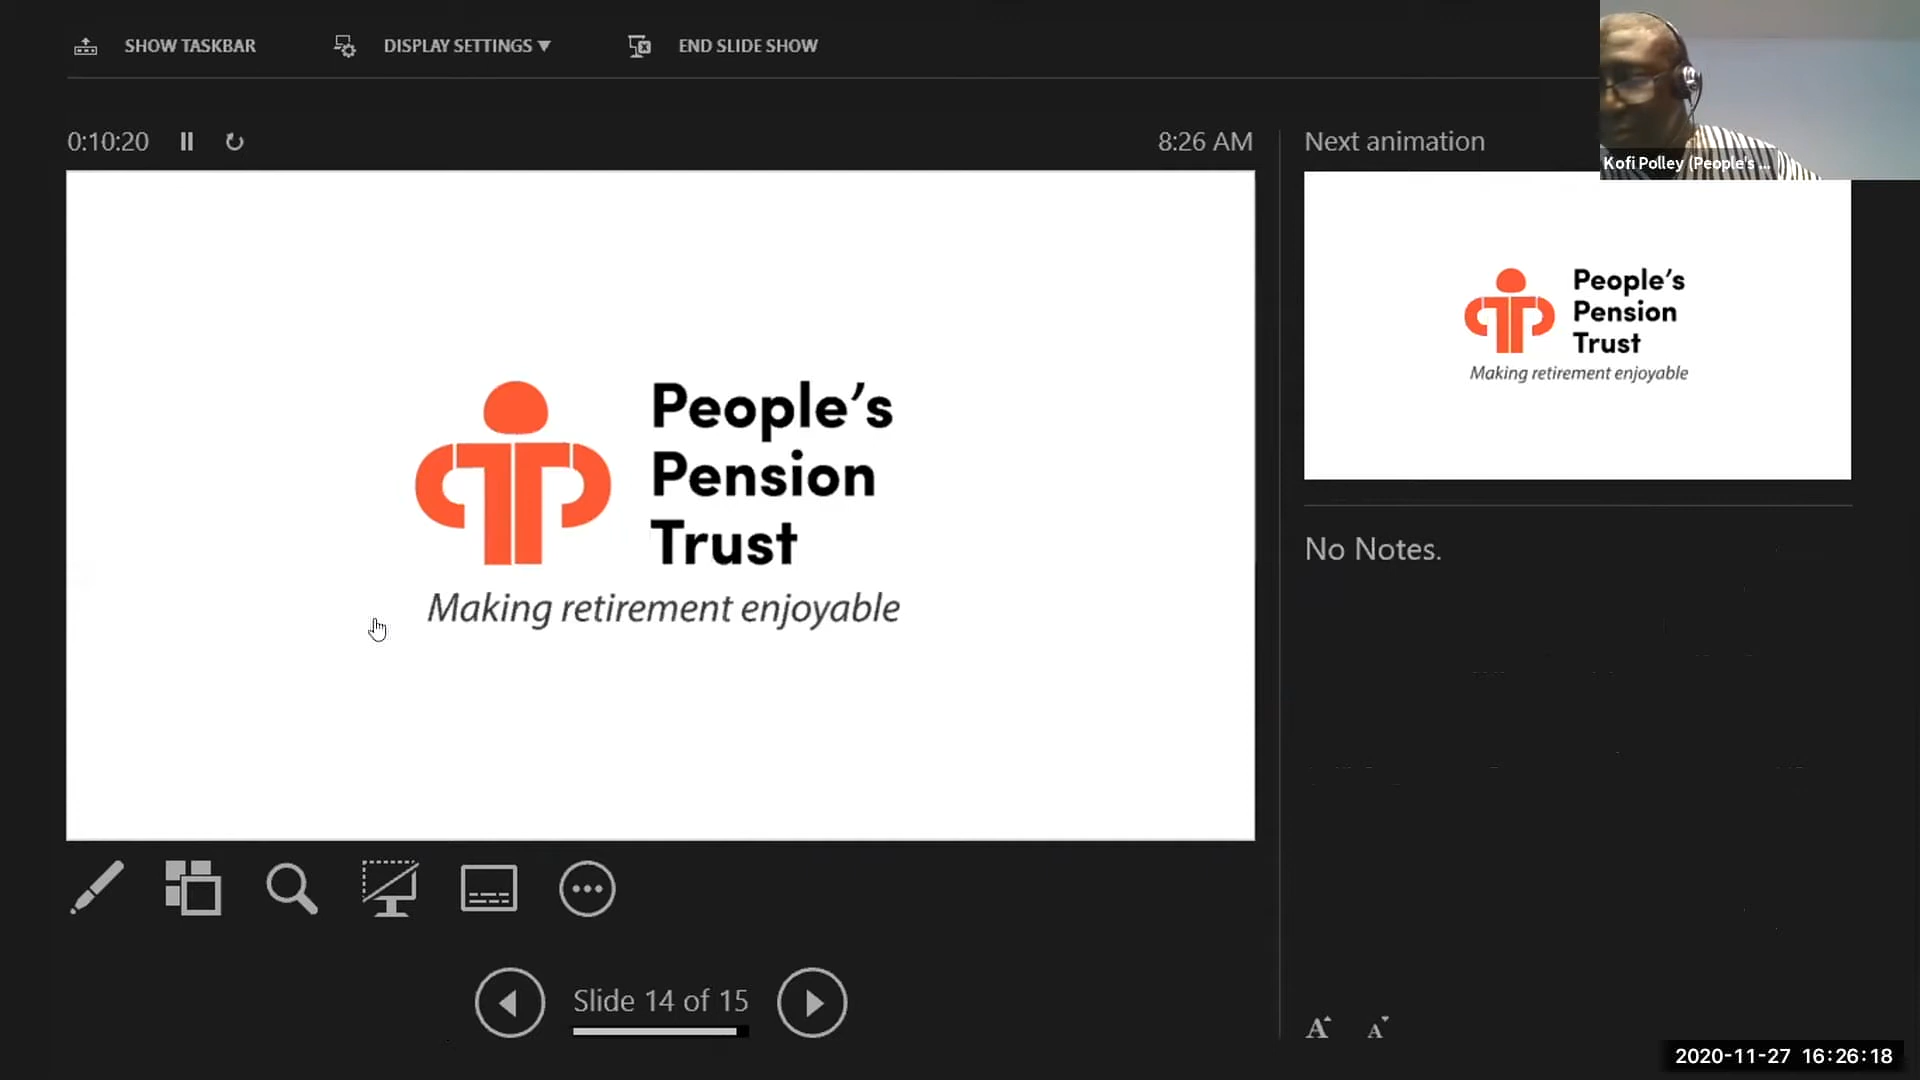 SHOW TASKBAR
DISPLAY SETTINGS
END SLIDE SHOW
0:10:20
8:26 AM
Next animation
Kofi Polley (People's ...
People's
Pension
Trust
Making retirement enjoyable
People's
Pension
Trust
Making retirement enjoyable
No Notes.
Slide 14 of 15
A A
2020-11-27 16:26:18